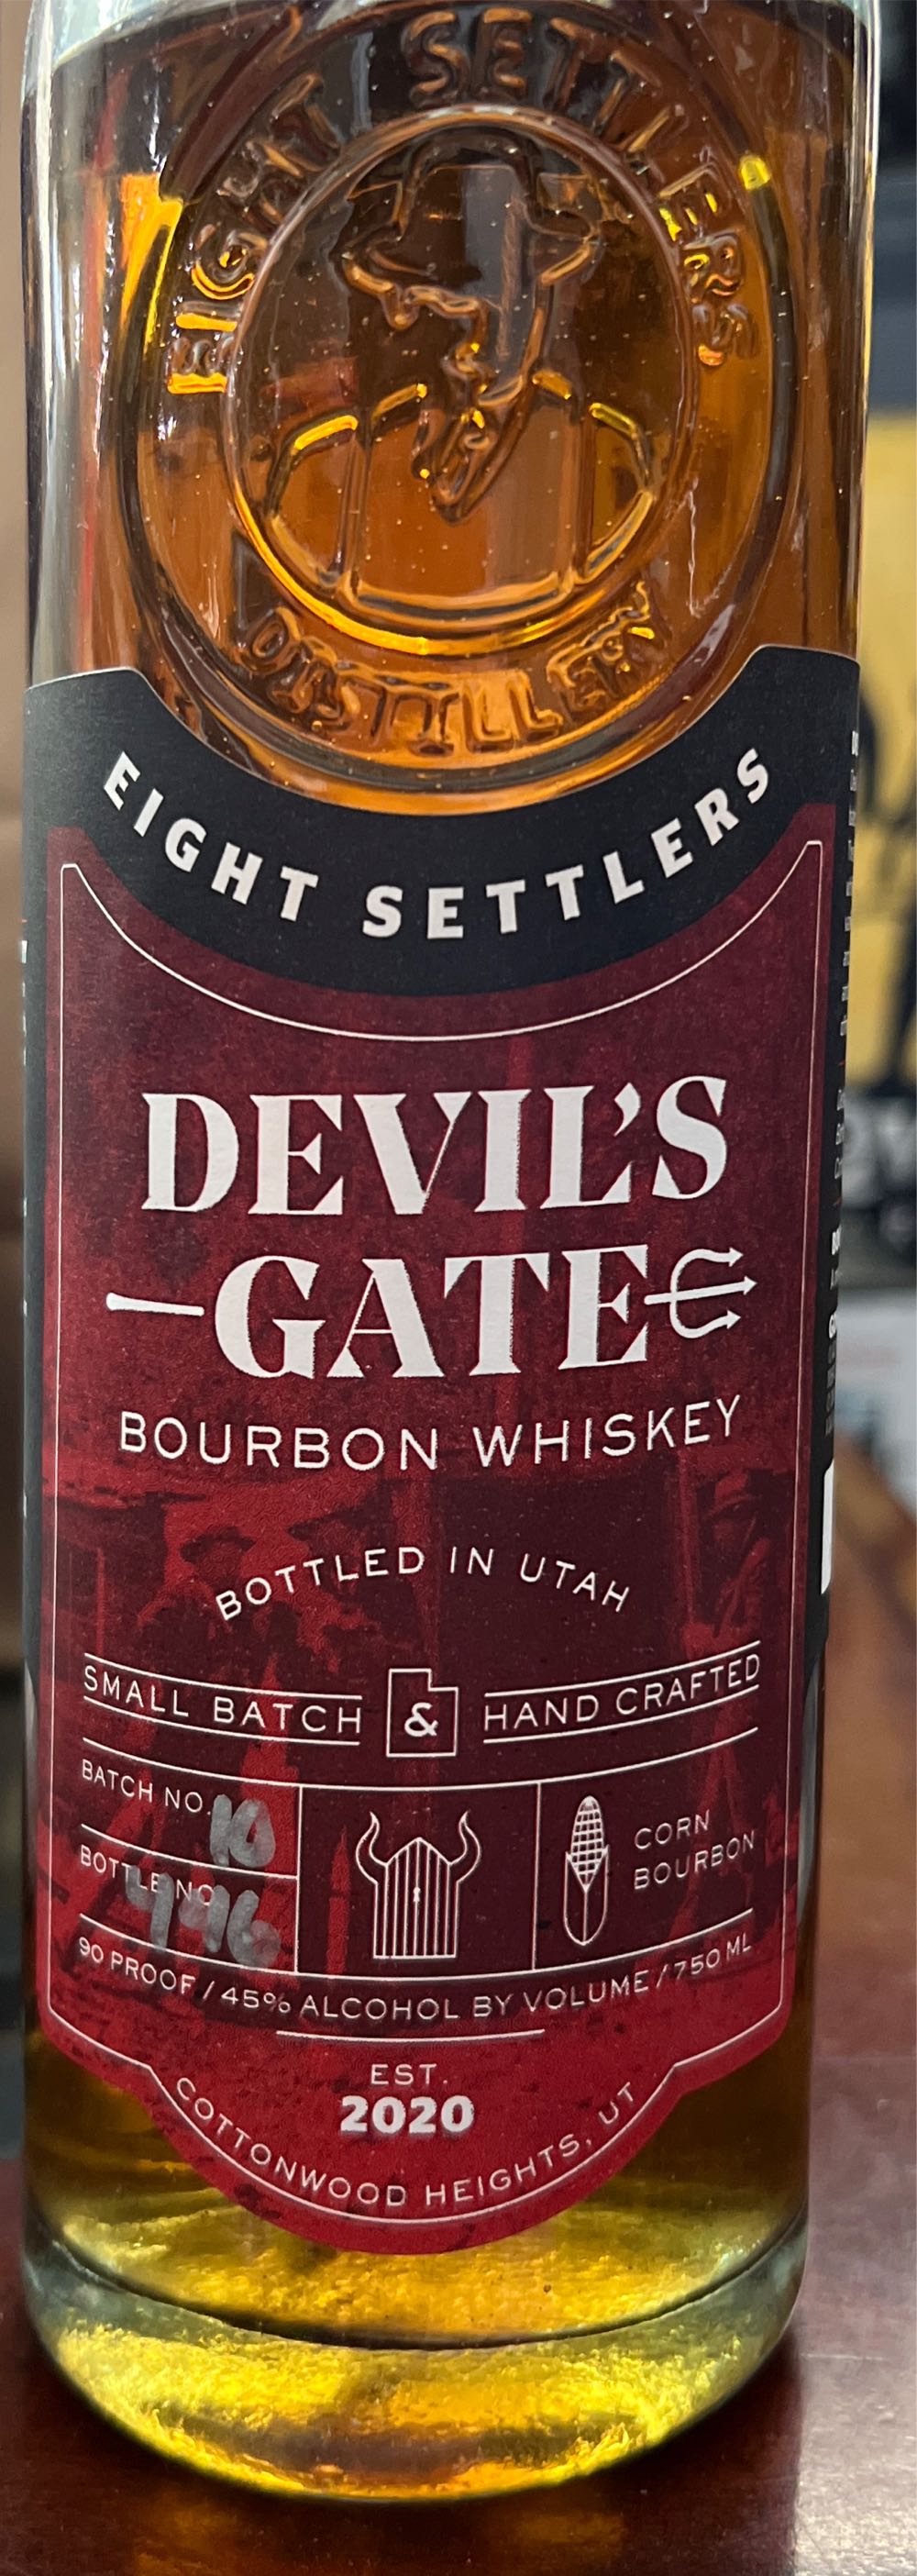 EIGHT SETTLERS
DISTILLERY
EIGHT SETTLERS
DEVIL'S
GATE
BOURBON WHISKEY
BOTTLED IN UTAH
SMALL BATCH & HAND CRAFTED
BATCH NO. 10
BOTTLE NO.
CORN
BOURBON
90 PROOF / 45% ALCOHOL BY VOLUME / 750 ML
EST.
2020
COTTONWOOD HEIGHTS, UT